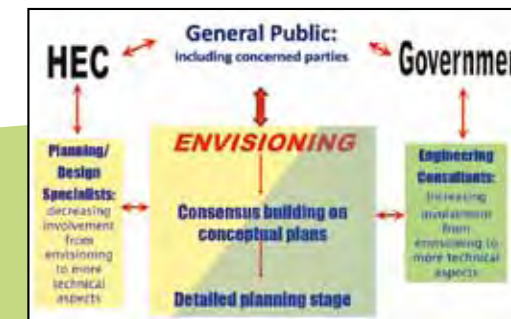 General Public:
including concerned parties
HEC
Governmen
ENVISIONING
Planning/
Design
Specialists:
decreasing
involvement
from
envisioning
to more
technical
aspects
Consensus building on
conceptual plans
Detailed planning stage
Engineering
Consultants:
Increasing
involvement
from
envisioning to
more technical
aspects